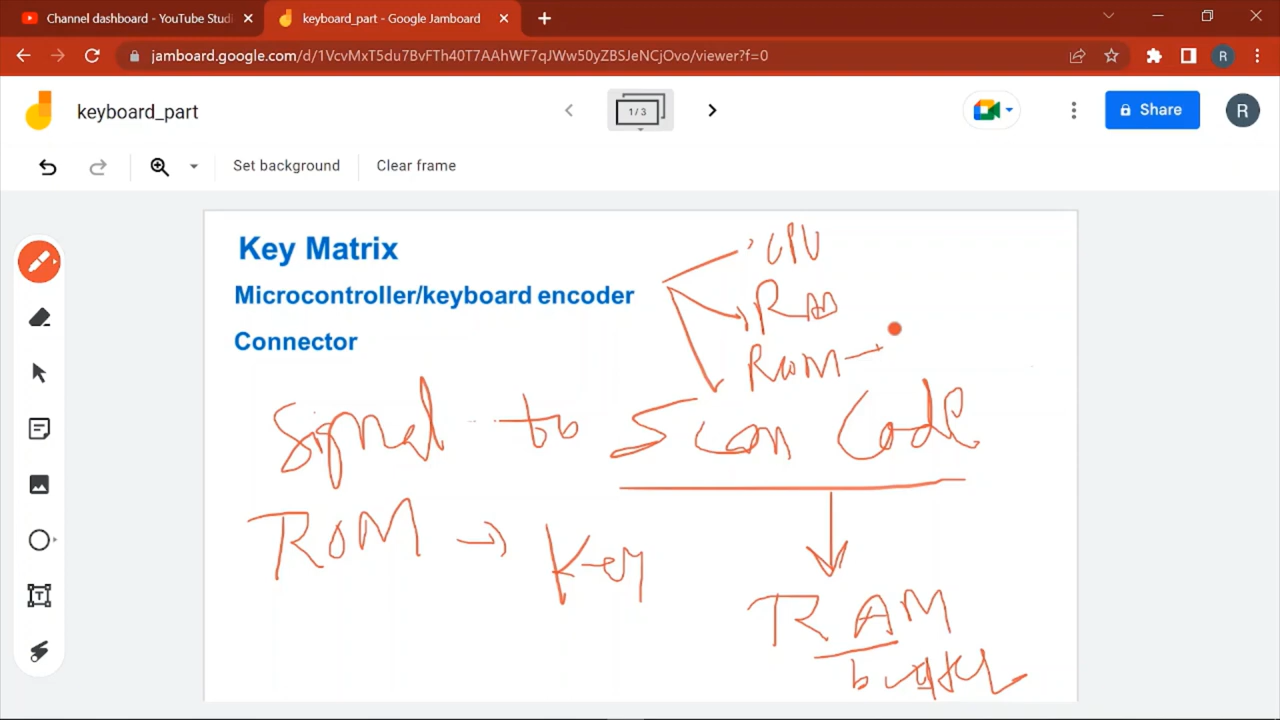 Channel dashboard - YouTube Studi
keyboard_part - Google Jamboard
jamboard.google.com/d/1VcvMxT5du7BvFTh40T7AAhWF7qJWw50yZBSJeNCjOvo/viewer?f=0
R
keyboard_part
1/3
Share
R
Set background
Clear frame
Key Matrix
CPU
Microcontroller/keyboard encoder
Connector
ROM
Signal to Scan Code
ROM → Key
RAM
buffer